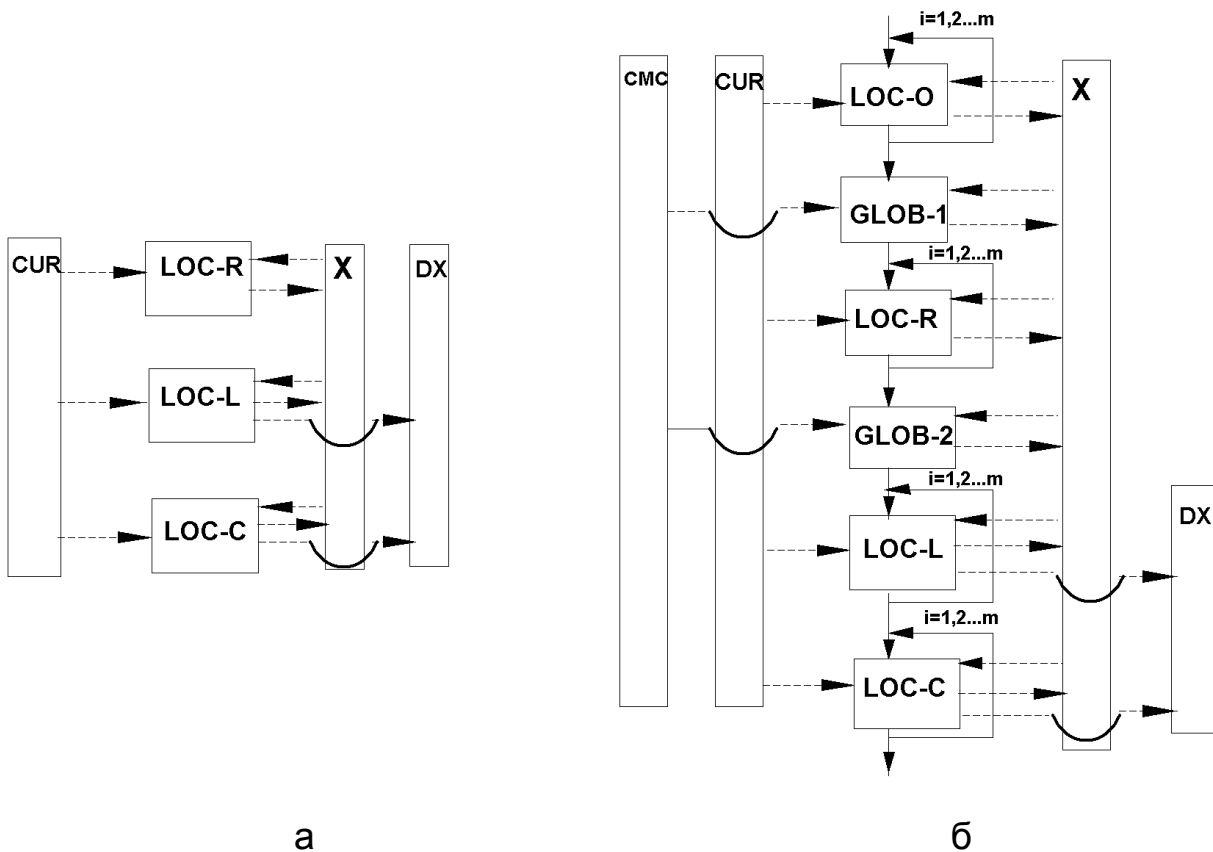 CUR
LOC-R
X
DX
LOC-L
LOC-C
а
i=1,2...m
CMC
CUR
LOC-O
X
GLOB-1
i=1,2...m
LOC-R
GLOB-2
i=1,2...m
LOC-L
DX
i=1,2...m
LOC-C
б